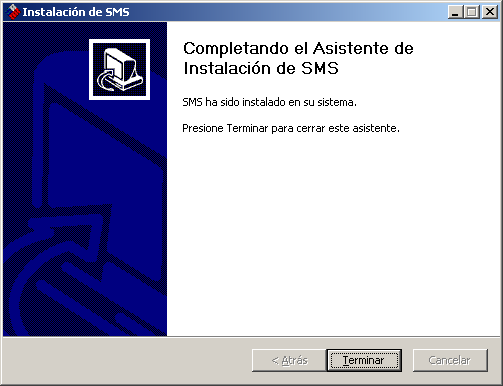 Instalación de SMS
Completando el Asistente de
Instalación de SMS
SMS ha sido instalado en su sistema.
Presione Terminar para cerrar este asistente.
< Atrás Terminar Cancelar